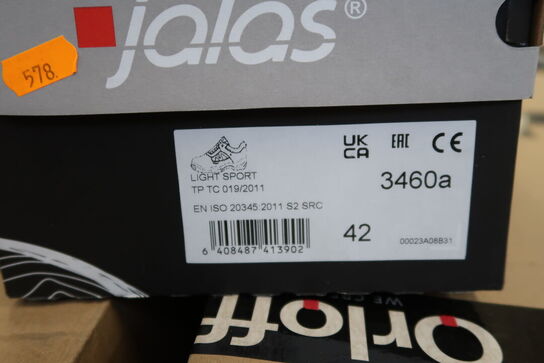 jalas®
578.
UK
CA
EAC
CE
LIGHT SPORT
TP TC 019/2011
3460a
EN ISO 20345:2011 S2 SRC
42
6 408487 413902
00023A08B31
Orloff